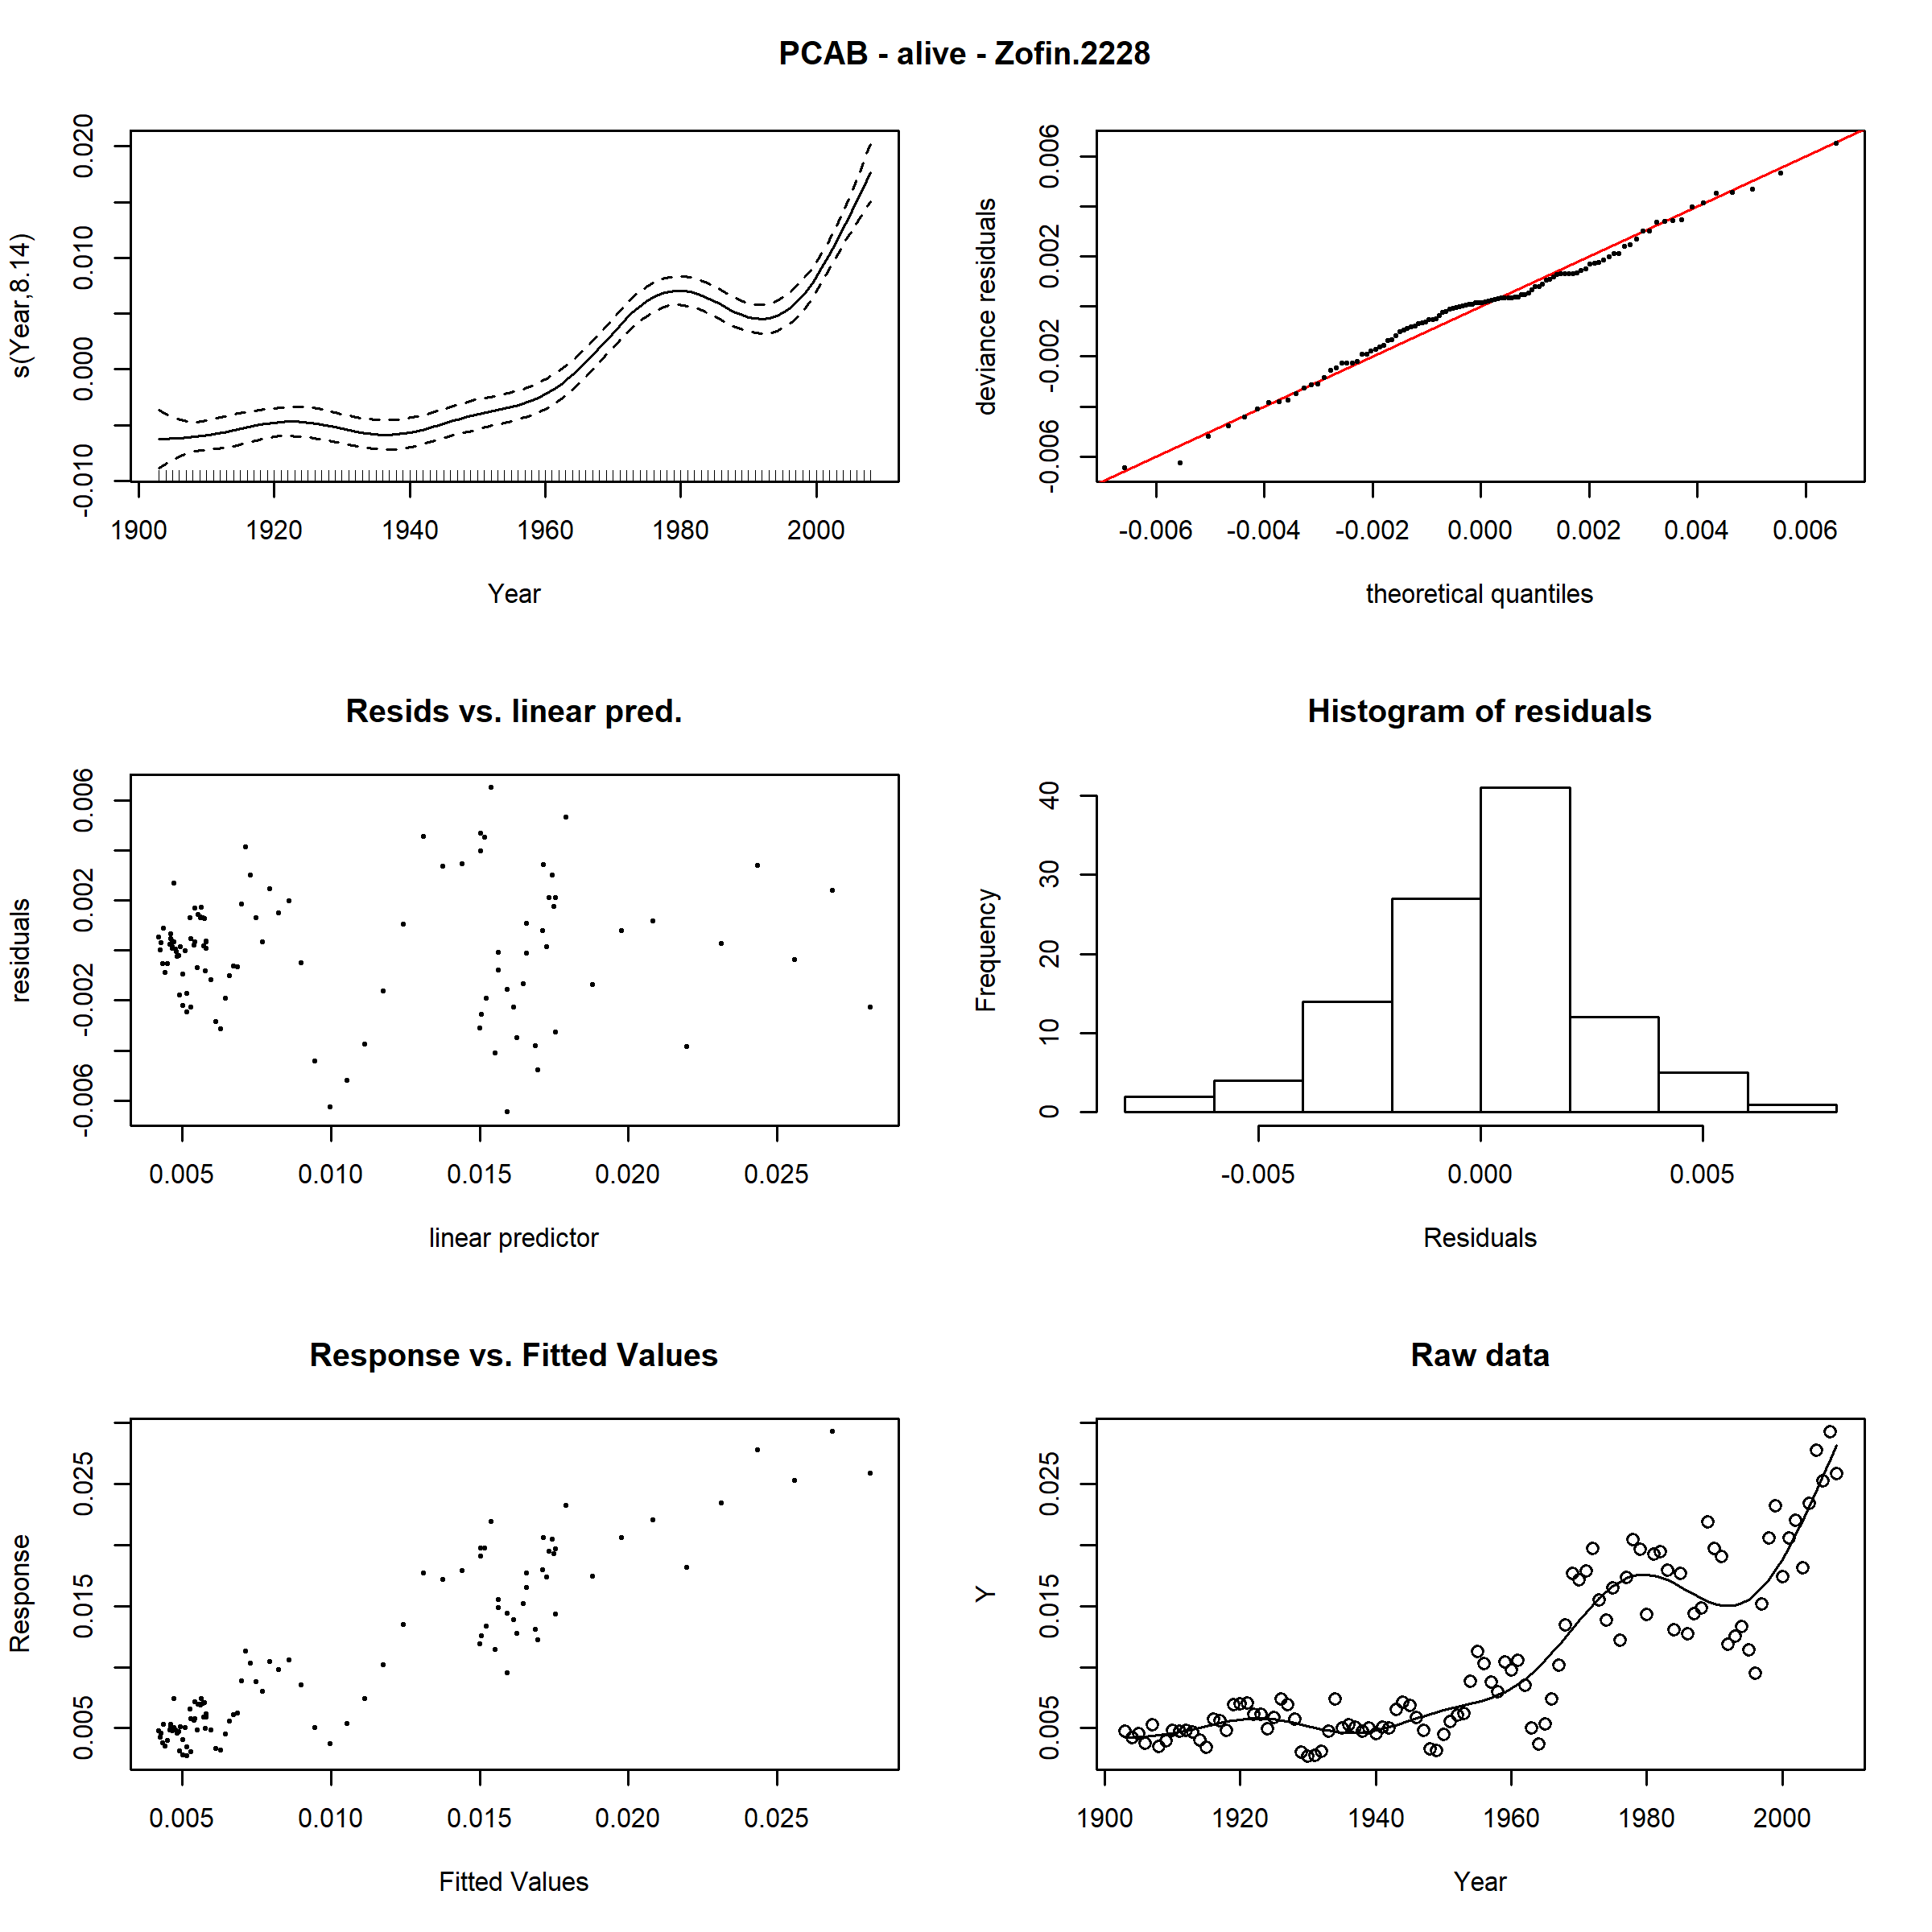 PCAB - alive - Zofin.2228
s(Year,8.14)
-0.010 0.000 0.010 0.020
1900 1920 1940 1960 1980 2000
Year
deviance residuals
-0.006 -0.002 0.002 0.006
-0.006 -0.004 -0.002 0.000 0.002 0.004 0.006
theoretical quantiles
Resids vs. linear pred.
residuals
-0.006 -0.002 0.002 0.006
0.005 0.010 0.015 0.020 0.025
linear predictor
Histogram of residuals
Frequency
0 10 20 30 40
-0.005 0.000 0.005
Residuals
Response vs. Fitted Values
Response
0.005 0.015 0.025
0.005 0.010 0.015 0.020 0.025
Fitted Values
Raw data
Y
0.005 0.015 0.025
1900 1920 1940 1960 1980 2000
Year